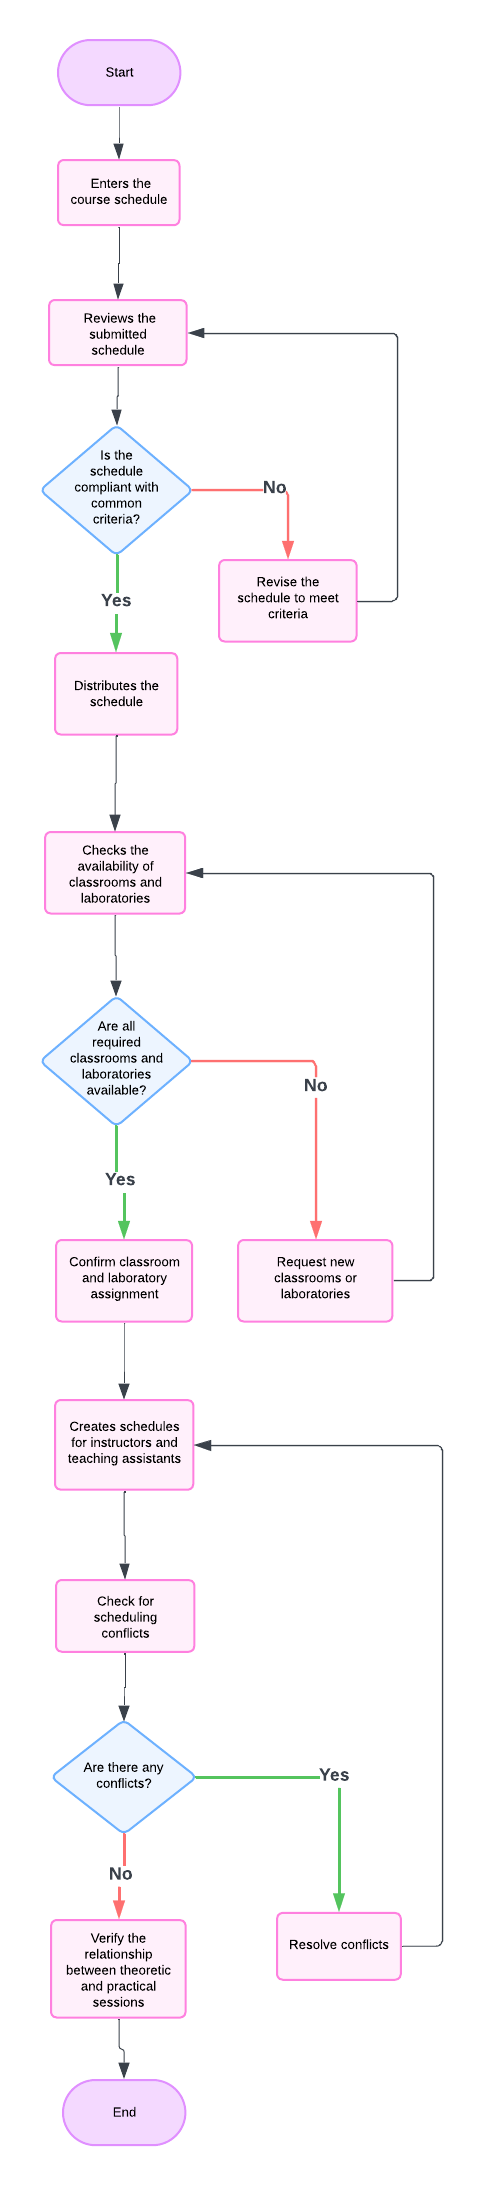 Start
Enters the
course schedule
Reviews the
submitted
schedule
Is the
schedule
compliant with
common
criteria?
No
Revise the
schedule to meet
criteria
Yes
Distributes the
schedule
Checks the
availability of
classrooms and
laboratories
Are all
required
classrooms and
laboratories
available?
No
Yes
Confirm classroom
and laboratory
assignment
Request new
classrooms or
laboratories
Creates schedules
for instructors and
teaching assistants
Check for
scheduling
conflicts
Are there any
conflicts?
Yes
No
Resolve conflicts
Verify the
relationship
between theoretic
and practical
sessions
End